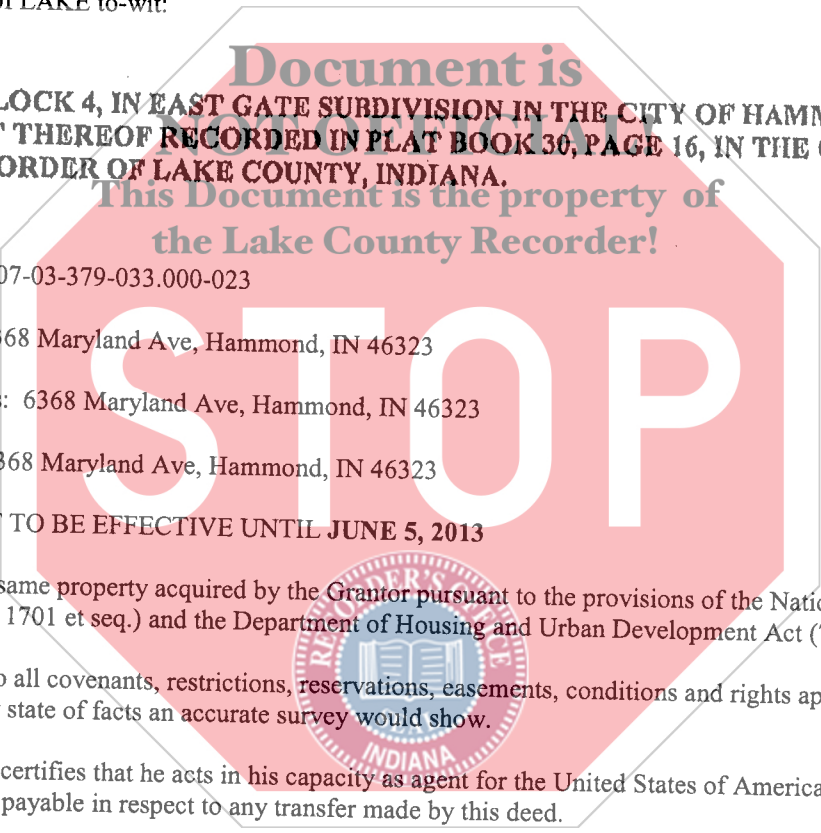 of LAKE to-wit:
Document is
LOCK 4, IN EAST GATE SUBDIVISION IN THE CITY OF HAMM
NOT OFFICIAL!
T THEREOF RECORDED IN PLAT BOOK 30, PAGE 16, IN THE
ORDER OF LAKE COUNTY, INDIANA.
This Document is the property of
the Lake County Recorder!
07-03-379-033.000-023
368 Maryland Ave, Hammond, IN 46323
s: 6368 Maryland Ave, Hammond, IN 46323
368 Maryland Ave, Hammond, IN 46323
STOP
T TO BE EFFECTIVE UNTIL JUNE 5, 2013
same property acquired by the Grantor pursuant to the provisions of the Natio
1701 et seq.) and the Department of Housing and Urban Development Act (
o all covenants, restrictions, reservations, easements, conditions and rights ap
state of facts an accurate survey would show.
certifies that he acts in his capacity as agent for the United States of America
payable in respect to any transfer made by this deed.
RECORDER'S OFFICE
SEAL
INDIANA